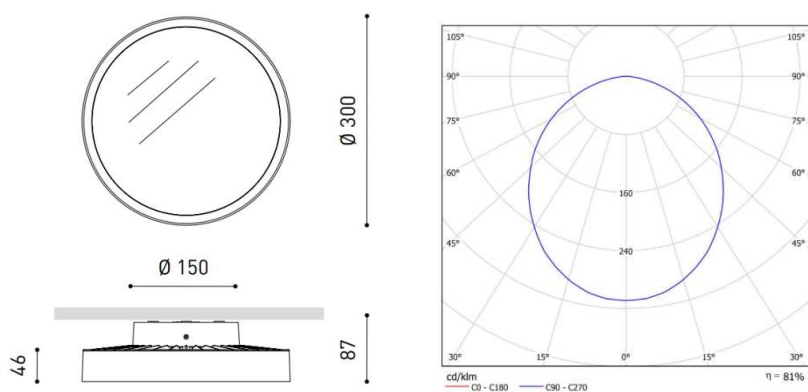 Ø 300
Ø 150
46
87
105° 105°
90° 90°
75° 75°
60° 60°
160
45° 45°
240
30° 15° 0° 15° 30°
cd/klm η = 81%
C0 - C180 C90 - C270